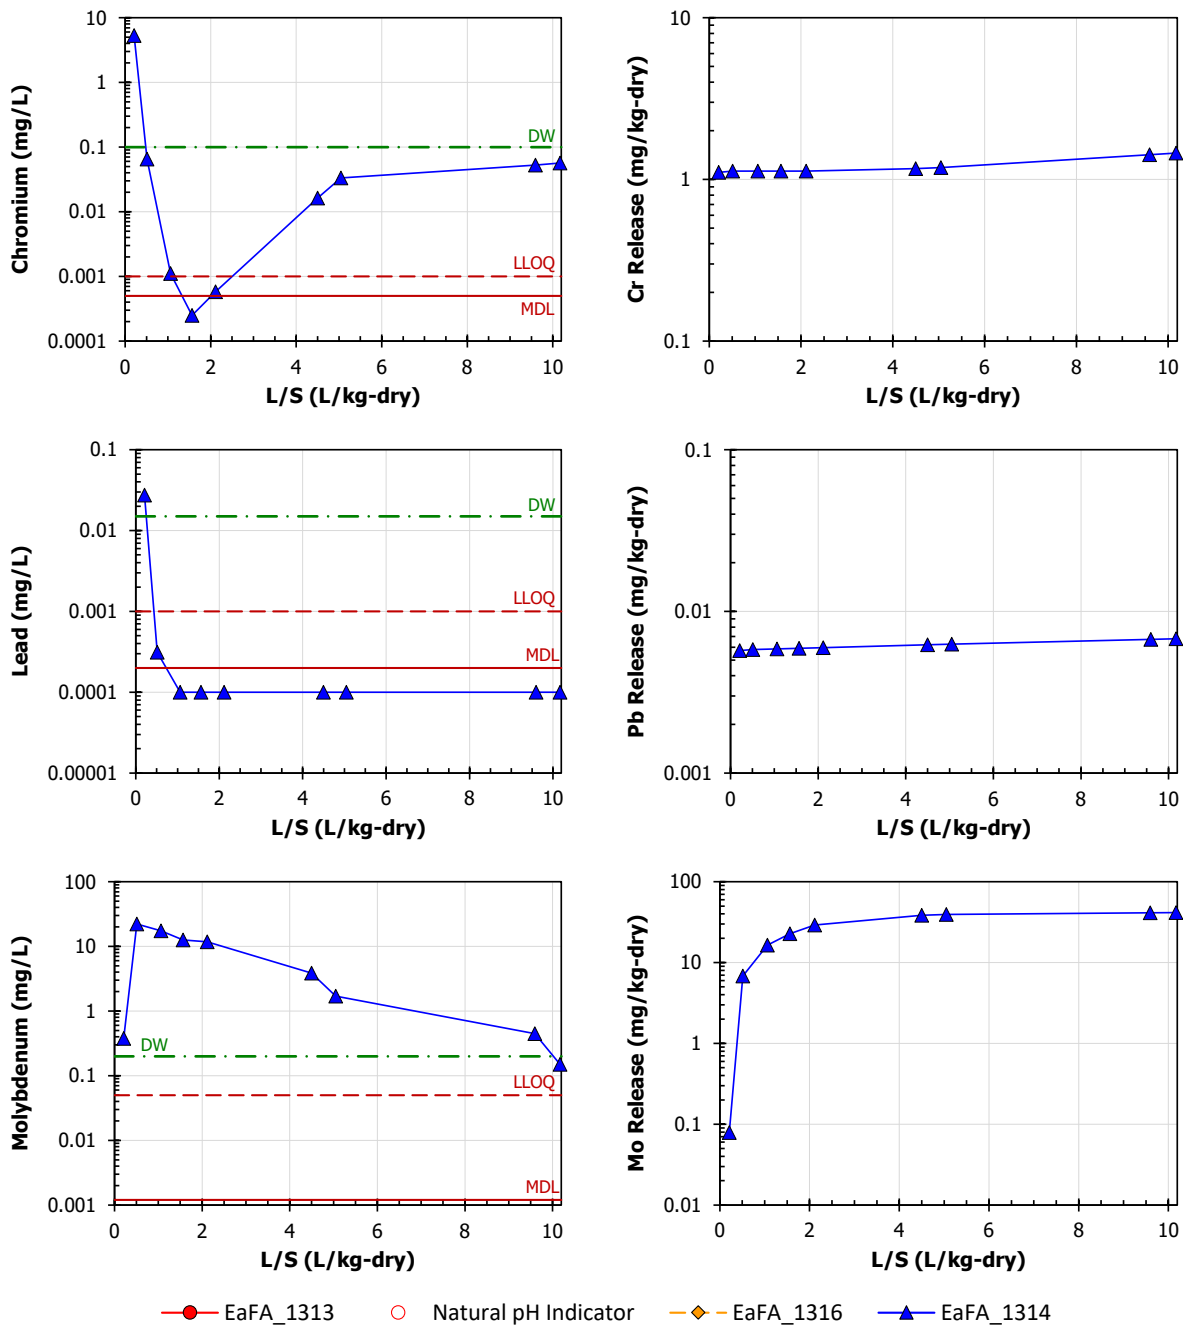 Chromium (mg/L)
10
1
0.1
0.01
0.001
0.0001
DW
LLOQ
MDL
0 2 4 6 8 10
L/S (L/kg-dry)
Cr Release (mg/kg-dry)
10
1
0.1
0 2 4 6 8 10
L/S (L/kg-dry)
Lead (mg/L)
0.1
0.01
0.001
0.0001
0.00001
DW
LLOQ
MDL
0 2 4 6 8 10
L/S (L/kg-dry)
Pb Release (mg/kg-dry)
0.1
0.01
0.001
0 2 4 6 8 10
L/S (L/kg-dry)
Molybdenum (mg/L)
100
10
1
0.1
0.01
0.001
DW
LLOQ
MDL
0 2 4 6 8 10
L/S (L/kg-dry)
Mo Release (mg/kg-dry)
100
10
1
0.1
0.01
0 2 4 6 8 10
L/S (L/kg-dry)
EaFA_1313 Natural pH Indicator EaFA_1316 EaFA_1314